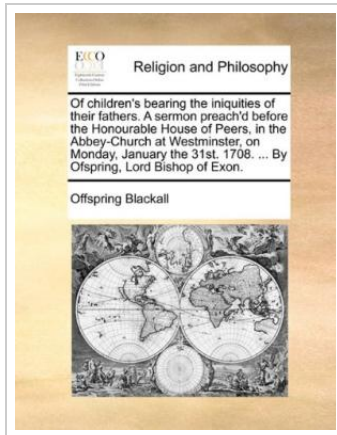 ECCO
Religion and Philosophy
Of children's bearing the iniquities of
their fathers. A sermon preach'd before
the Honourable House of Peers, in the
Abbey-Church at Westminster, on
Monday, January the 31st. 1708. ... By
Ofspring, Lord Bishop of Exon.
Offspring Blackall